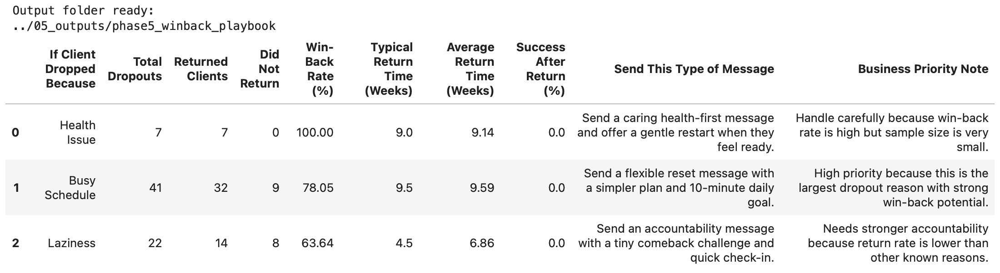 Output folder ready:
../05_outputs/phase5_winback_playbook
If Client Dropped Because	Total Dropouts	Returned Clients	Did Not Return	Win-Back Rate (%)	Typical Return Time (Weeks)	Average Return Time (Weeks)	Success After Return (%)	Send This Type of Message	Business Priority Note
0	Health Issue	7	7	0	100.00	9.0	9.14	0.0	Send a caring health-first message and offer a gentle restart when they feel ready.	Handle carefully because win-back rate is high but sample size is very small.
1	Busy Schedule	41	32	9	78.05	9.5	9.59	0.0	Send a flexible reset message with a simpler plan and 10-minute daily goal.	High priority because this is the largest dropout reason with strong win-back potential.
2	Laziness	22	14	8	63.64	4.5	6.86	0.0	Send an accountability message with a tiny comeback challenge and quick check-in.	Needs stronger accountability because return rate is lower than other known reasons.